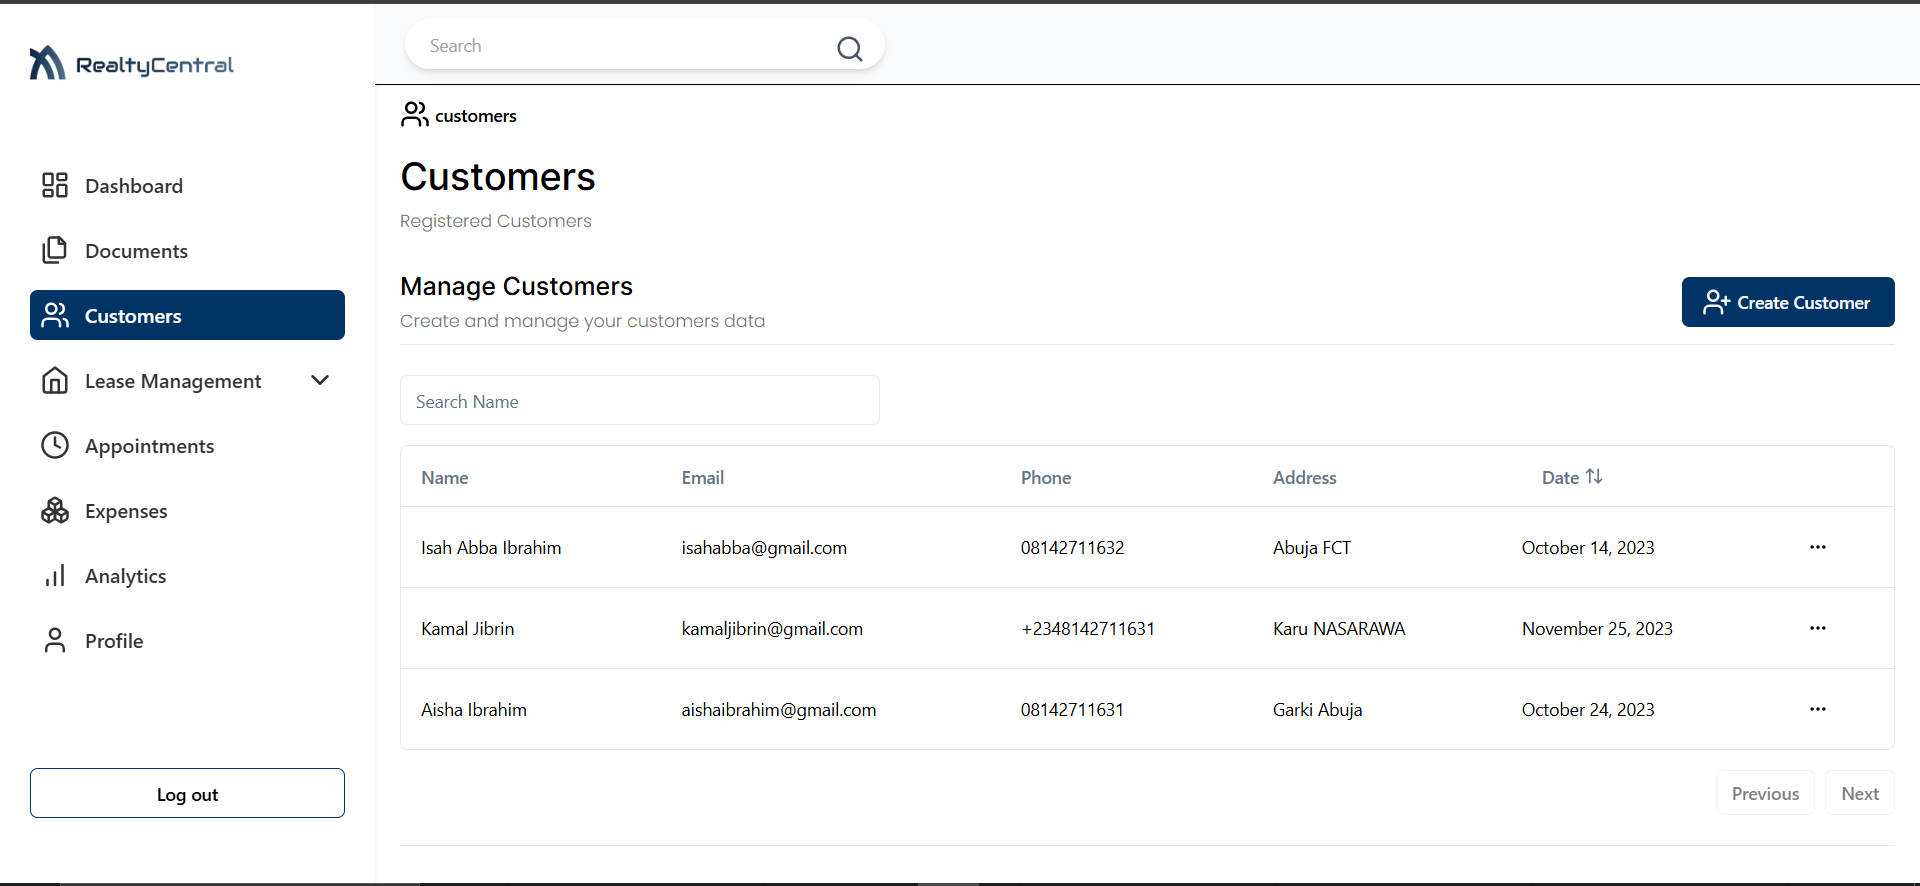 RealtyCentral
Dashboard
Documents
Customers
Lease Management
Appointments
Expenses
Analytics
Profile
Log out
Search
customers
Customers
Registered Customers
Manage Customers
Create and manage your customers data
Create Customer
Search Name
Name Email Phone Address Date
Isah Abba Ibrahim isahabba@gmail.com 08142711632 Abuja FCT October 14, 2023 ...
Kamal Jibrin kamaljibrin@gmail.com +2348142711631 Karu NASARAWA November 25, 2023 ...
Aisha Ibrahim aishaibrahim@gmail.com 08142711631 Garki Abuja October 24, 2023 ...
Previous Next